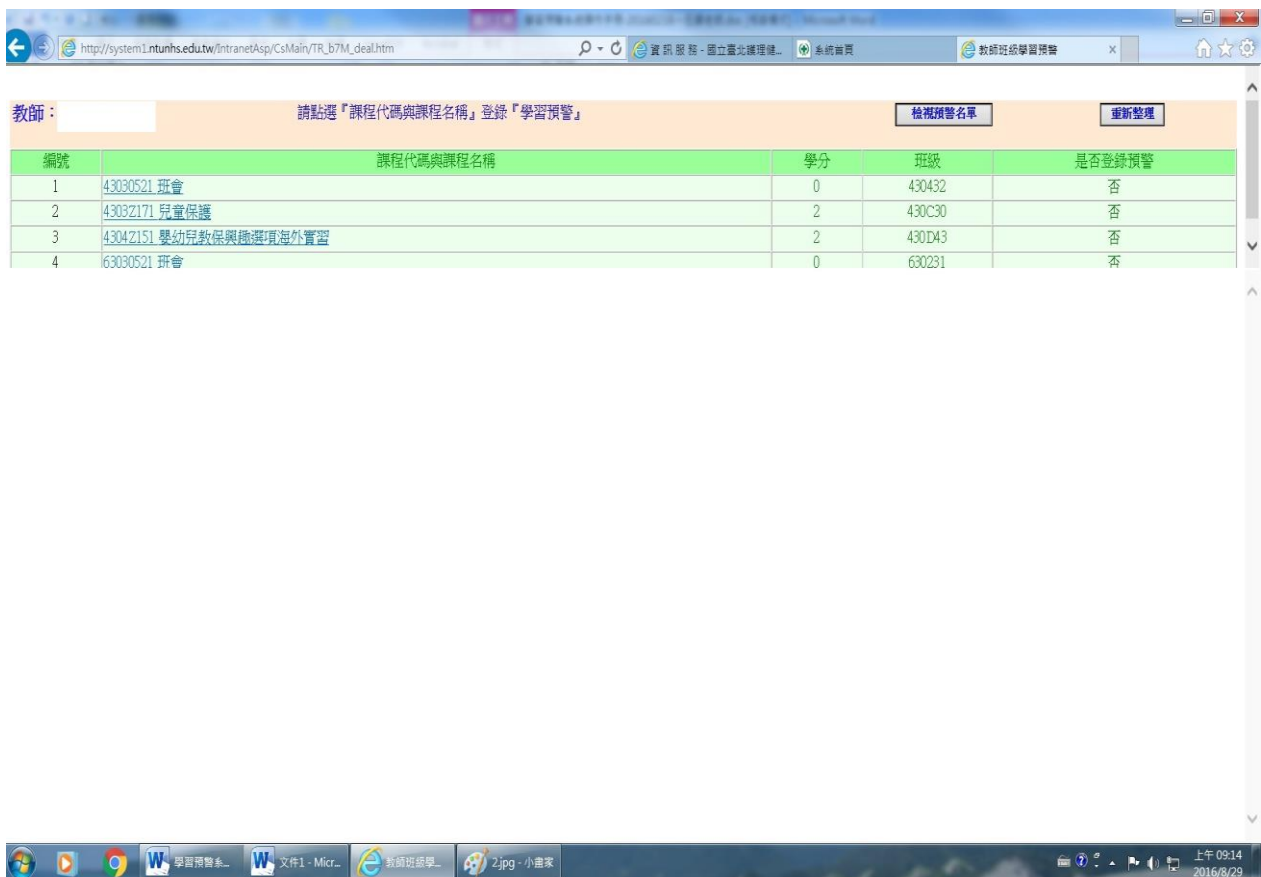 http://system1.ntunhs.edu.tw/IntranetAsp/CsMain/TR_b7M_deal.htm
資訊服務 - 國立臺北護理健...
系統首頁
教師班級學習預警
教師：
請點選『課程代碼與課程名稱』登錄『學習預警』
檢視預警名單
重新整理
編號 課程代碼與課程名稱 學分 班級 是否登錄預警
1 43030521 班會 0 430432 否
2 4303Z171 兒童保護 2 430C30 否
3 4304Z151 嬰幼兒教保興趣選項海外實習 2 430D43 否
4 63030521 班會 0 630231 否
學習預警系...
文件1 - Micr...
教師班級學...
2.jpg - 小畫家
上午 09:14
2016/8/29